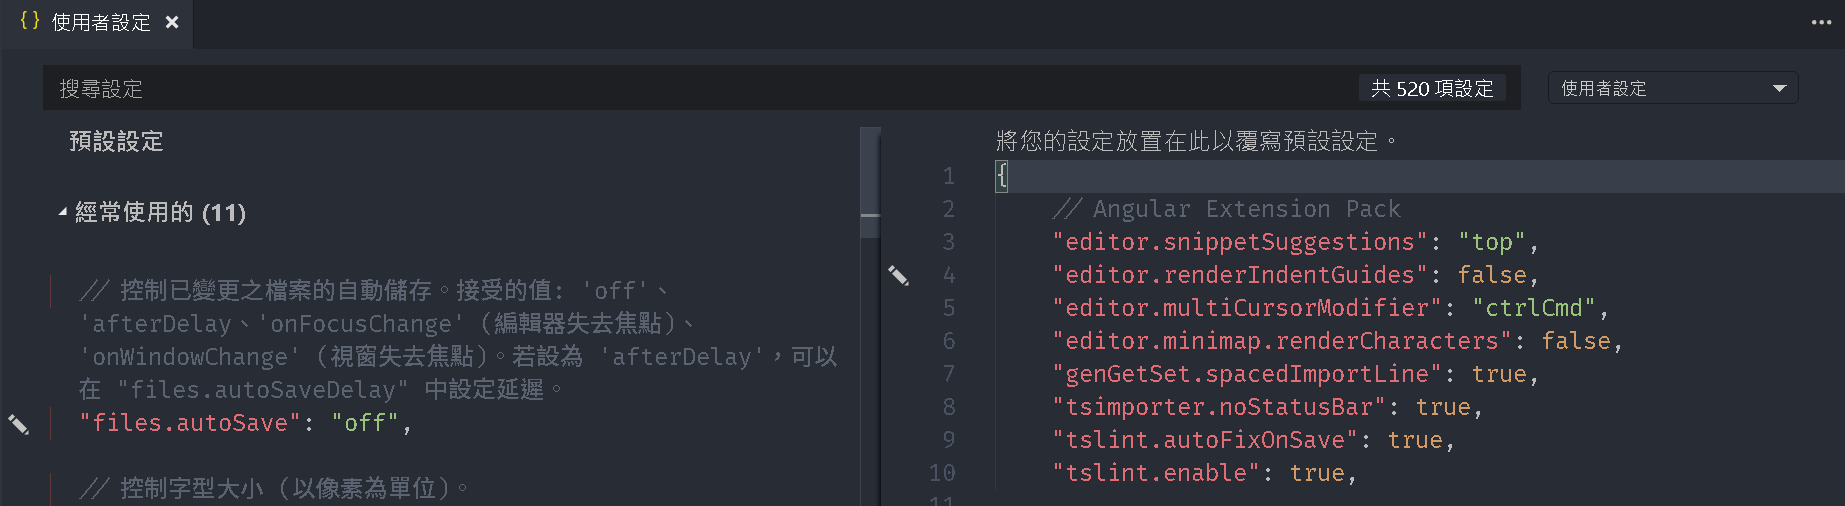 {} 使用者設定 ×
搜尋設定 共 520 項設定 使用者設定
預設設定
經常使用的 (11)
// 控制已變更之檔案的自動儲存。接受的值: 'off'、
'afterDelay、'onFocusChange' (編輯器失去焦點)、
'onWindowChange' (視窗失去焦點)。若設為 'afterDelay'，可以
在 "files.autoSaveDelay" 中設定延遲。
"files.autoSave": "off",
// 控制字型大小 (以像素為單位)。
將您的設定放置在此以覆寫預設設定。
1 {
2 // Angular Extension Pack
3 "editor.snippetSuggestions": "top",
4 "editor.renderIndentGuides": false,
5 "editor.multiCursorModifier": "ctrlCmd",
6 "editor.minimap.renderCharacters": false,
7 "genGetSet.spacedImportLine": true,
8 "tsimporter.noStatusBar": true,
9 "tslint.autoFixOnSave": true,
10 "tslint.enable": true,
11